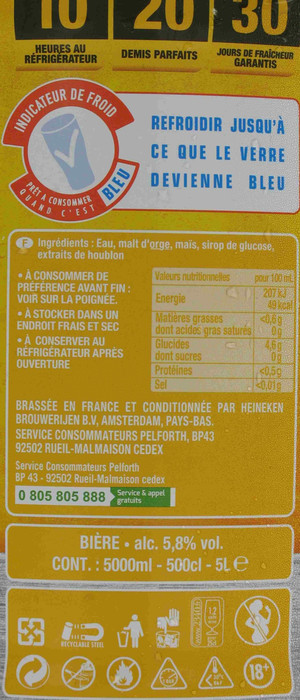 10 20 30
HEURES AU RÉFRIGÉRATEUR
DEMIS PARFAITS
JOURS DE FRAÎCHEUR GARANTIS
INDICATEUR DE FROID
PRÊT À CONSOMMER
QUAND C'EST
BLEU
REFROIDIR JUSQU'À
CE QUE LE VERRE
DEVIENNE BLEU
F Ingrédients : Eau, malt d'orge, maïs, sirop de glucose,
extraits de houblon
• À CONSOMMER DE
PRÉFÉRENCE AVANT FIN :
VOIR SUR LA POIGNÉE.
• À STOCKER DANS UN
ENDROIT FRAIS ET SEC
• À CONSERVER AU
RÉFRIGÉRATEUR APRÈS
OUVERTURE
Valeurs nutritionnelles pour 100 mL
Energie 207 kJ
49 kcal
Matières grasses <0,6 g
dont acides gras saturés 0 g
Glucides 4,6 g
dont sucres 0 g
Protéines <0,5 g
Sel <0,01 g
BRASSÉE EN FRANCE ET CONDITIONNÉE PAR HEINEKEN
BROUWERIJEN B.V, AMSTERDAM, PAYS-BAS.
SERVICE CONSOMMATEURS PELFORTH, BP43
92502 RUEIL-MALMAISON CEDEX
Service Consommateurs Pelforth
BP 43 - 92502 Rueil-Malmaison cedex
0 805 805 888 Service & appel
gratuits
BIÈRE • alc. 5,8% vol.
CONT. : 5000ml - 500cl - 5L e
RECYCLABLE STEEL
18+